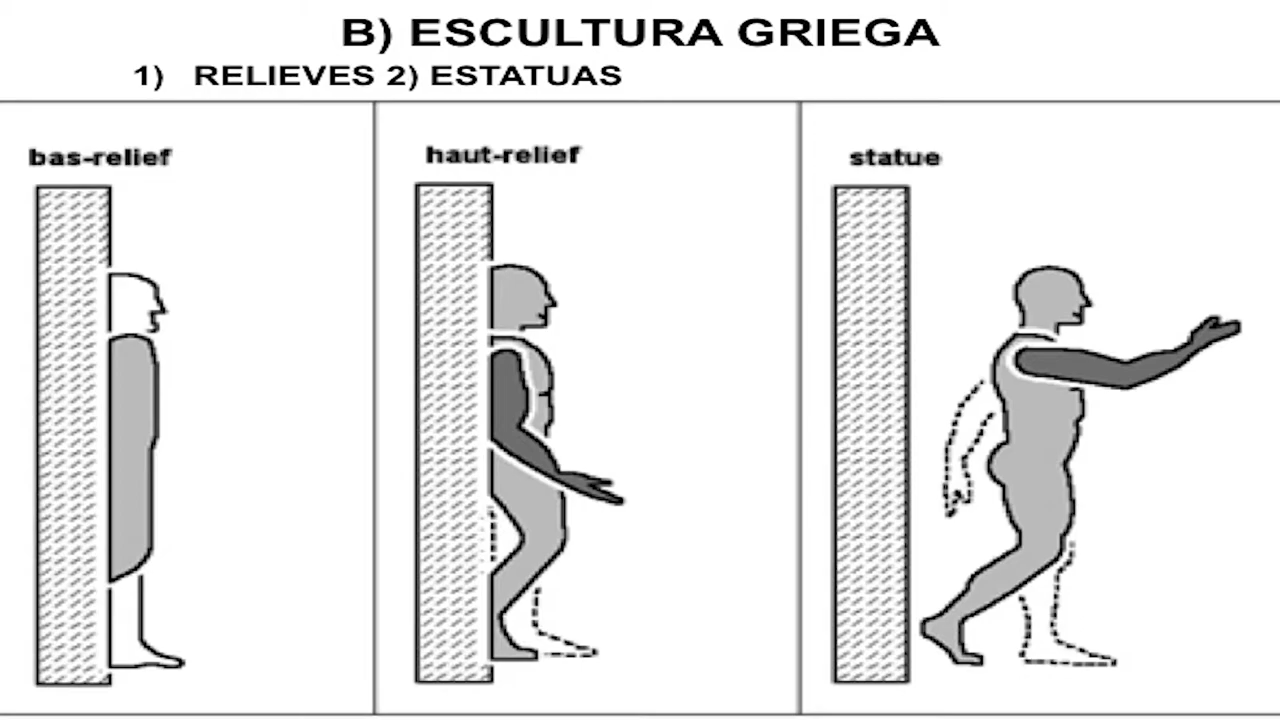 B) ESCULTURA GRIEGA
1) RELIEVES 2) ESTATUAS
bas-relief
haut-relief
statue